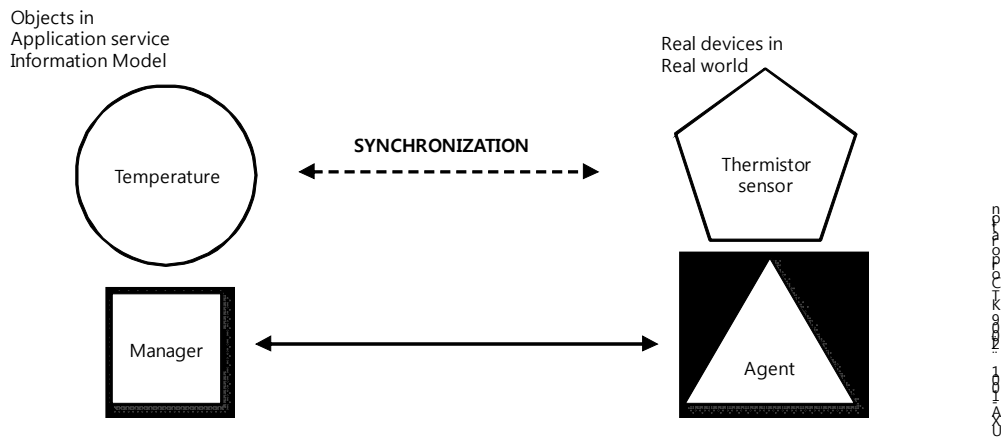 Objects in
Application service
Information Model
Real devices in
Real world
Temperature
SYNCHRONIZATION
Thermistor
sensor
Manager
Agent